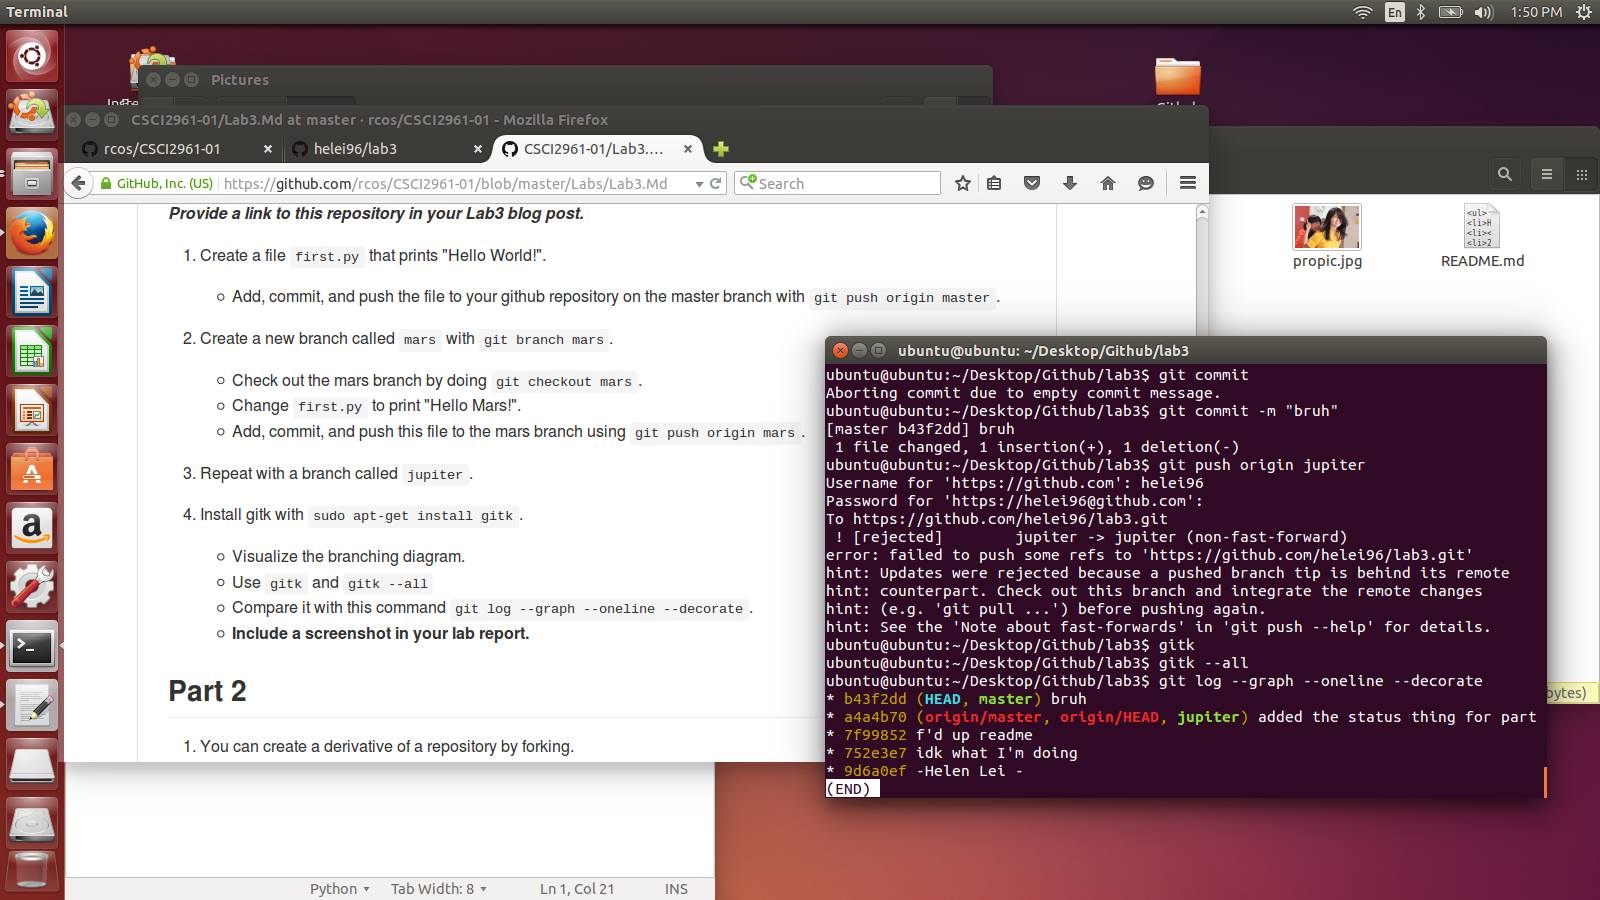 Terminal
En
1:50 PM
Pictures
CSCI2961-01/Lab3.Md at master · rcos/CSCI2961-01 - Mozilla Firefox
rcos/CSCI2961-01
helei96/lab3
CSCI2961-01/Lab3....
GitHub, Inc. (US)
https://github.com/rcos/CSCI2961-01/blob/master/Labs/Lab3.Md
Search
Provide a link to this repository in your Lab3 blog post.
1. Create a file first.py that prints "Hello World!".
Add, commit, and push the file to your github repository on the master branch with git push origin master .
2. Create a new branch called mars with git branch mars .
Check out the mars branch by doing git checkout mars .
Change first.py to print "Hello Mars!".
Add, commit, and push this file to the mars branch using git push origin mars .
3. Repeat with a branch called jupiter .
4. Install gitk with sudo apt-get install gitk .
Visualize the branching diagram.
Use gitk and gitk --all
Compare it with this command git log --graph --oneline --decorate .
Include a screenshot in your lab report.
Part 2
1. You can create a derivative of a repository by forking.
propic.jpg
<ul>
<li>H
<li><
<li>2
README.md
bytes)
ubuntu@ubuntu: ~/Desktop/Github/lab3
ubuntu@ubuntu:~/Desktop/Github/lab3$ git commit
Aborting commit due to empty commit message.
ubuntu@ubuntu:~/Desktop/Github/lab3$ git commit -m "bruh"
[master b43f2dd] bruh
1 file changed, 1 insertion(+), 1 deletion(-)
ubuntu@ubuntu:~/Desktop/Github/lab3$ git push origin jupiter
Username for 'https://github.com': helei96
Password for 'https://helei96@github.com':
To https://github.com/helei96/lab3.git
! [rejected]        jupiter -> jupiter (non-fast-forward)
error: failed to push some refs to 'https://github.com/helei96/lab3.git'
hint: Updates were rejected because a pushed branch tip is behind its remote
hint: counterpart. Check out this branch and integrate the remote changes
hint: (e.g. 'git pull ...') before pushing again.
hint: See the 'Note about fast-forwards' in 'git push --help' for details.
ubuntu@ubuntu:~/Desktop/Github/lab3$ gitk
ubuntu@ubuntu:~/Desktop/Github/lab3$ gitk --all
ubuntu@ubuntu:~/Desktop/Github/lab3$ git log --graph --oneline --decorate
* b43f2dd (HEAD, master) bruh
* a4a4b70 (origin/master, origin/HEAD, jupiter) added the status thing for part
* 7f99852 f'd up readme
* 752e3e7 idk what I'm doing
* 9d6a0ef -Helen Lei -
(END)
Python
Tab Width: 8
Ln 1, Col 21
INS